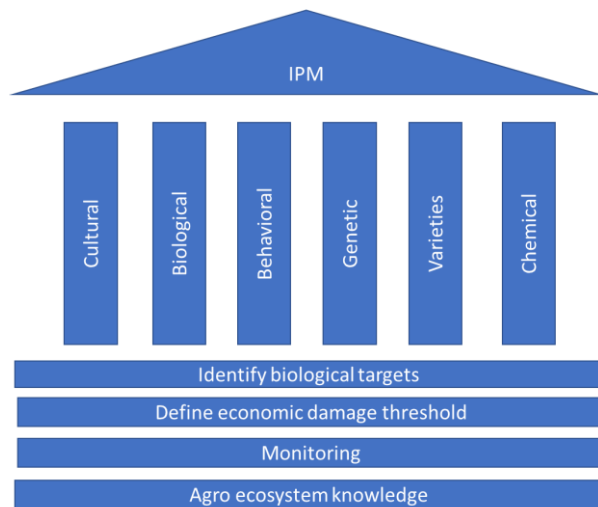 IPM
Cultural
Biological
Behavioral
Genetic
Varieties
Chemical
Identify biological targets
Define economic damage threshold
Monitoring
Agro ecosystem knowledge